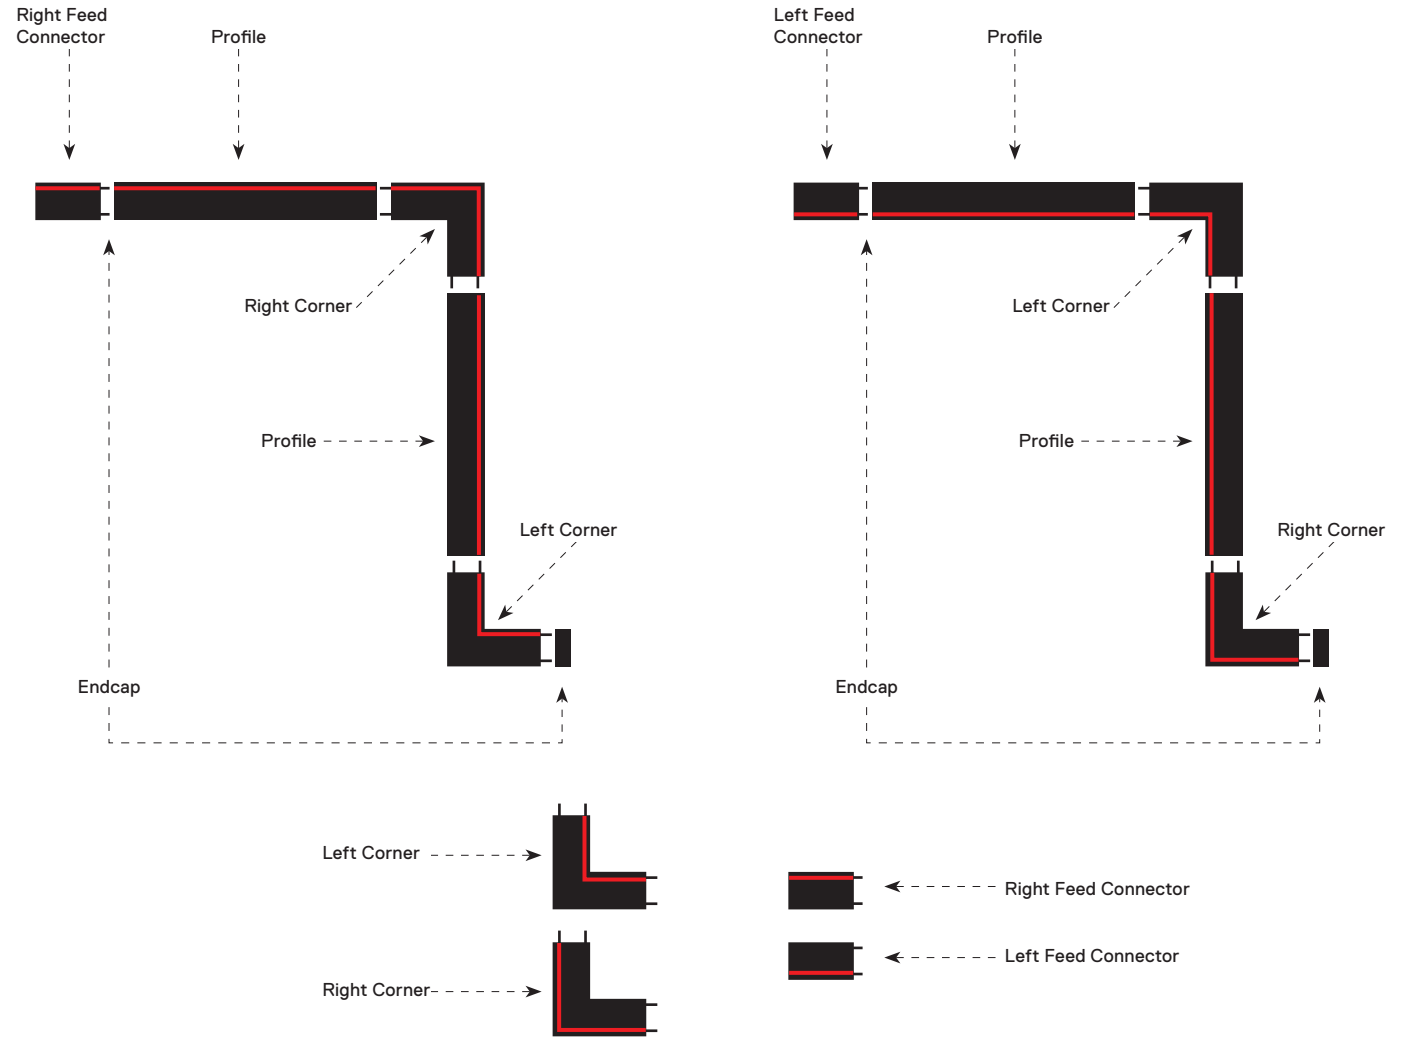 Right Feed
Connector
Profile
Right Corner
Profile
Left Corner
Endcap
Left Feed
Connector
Profile
Left Corner
Profile
Right Corner
Endcap
Left Corner
Right Corner
Right Feed Connector
Left Feed Connector